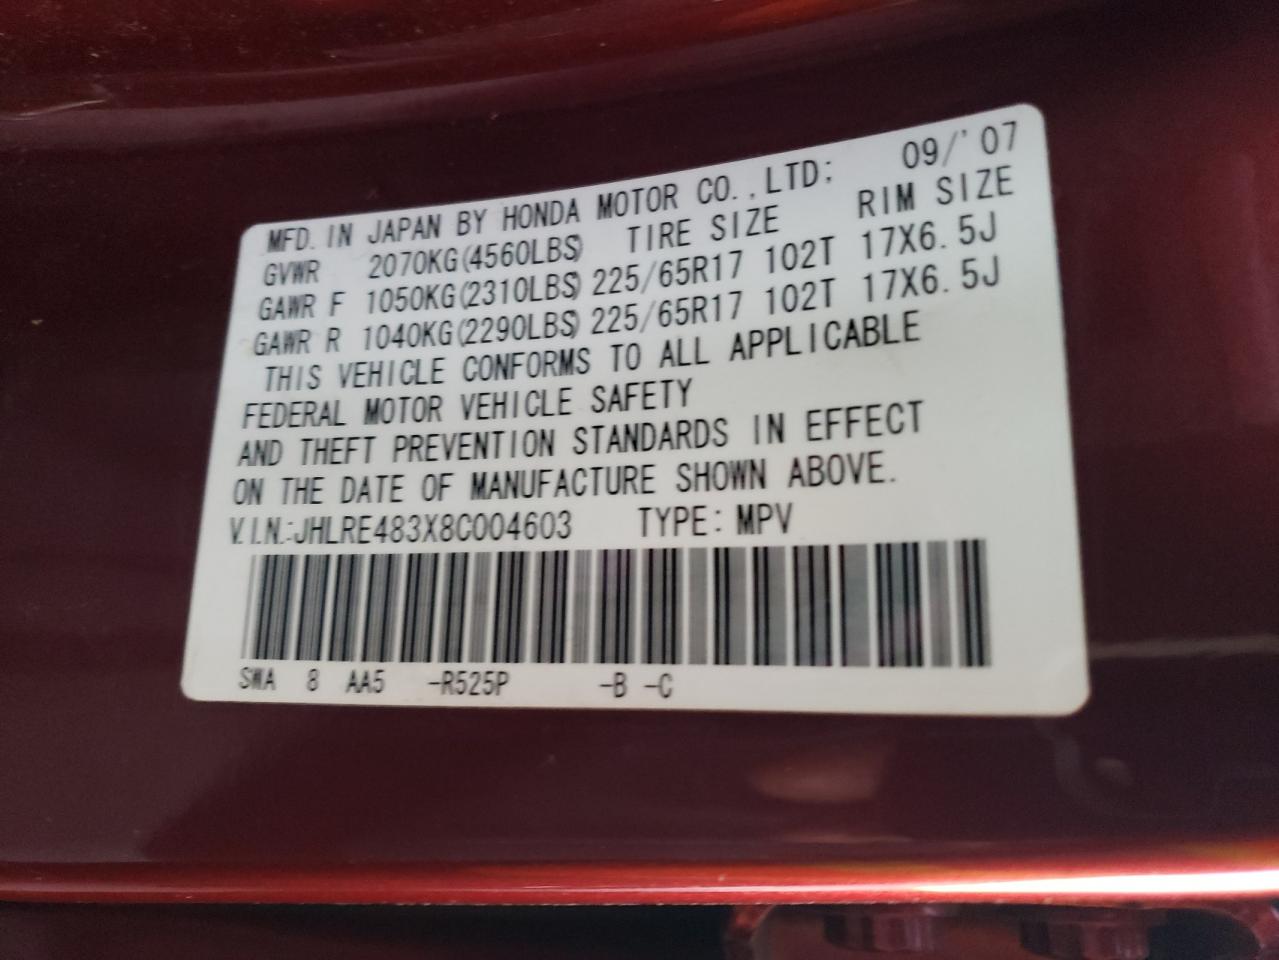 MFD. IN JAPAN BY HONDA MOTOR CO.,LTD; 09/'07
GVWR 2070KG(4560LBS) TIRE SIZE RIM SIZE
GAWR F 1050KG(2310LBS) 225/65R17 102T 17X6.5J
GAWR R 1040KG(2290LBS) 225/65R17 102T 17X6.5J
THIS VEHICLE CONFORMS TO ALL APPLICABLE
FEDERAL MOTOR VEHICLE SAFETY
AND THEFT PREVENTION STANDARDS IN EFFECT
ON THE DATE OF MANUFACTURE SHOWN ABOVE.
V.I.N.:JHLRE483X8C004603 TYPE: MPV
SWA 8 AA5 -R525P -B -C